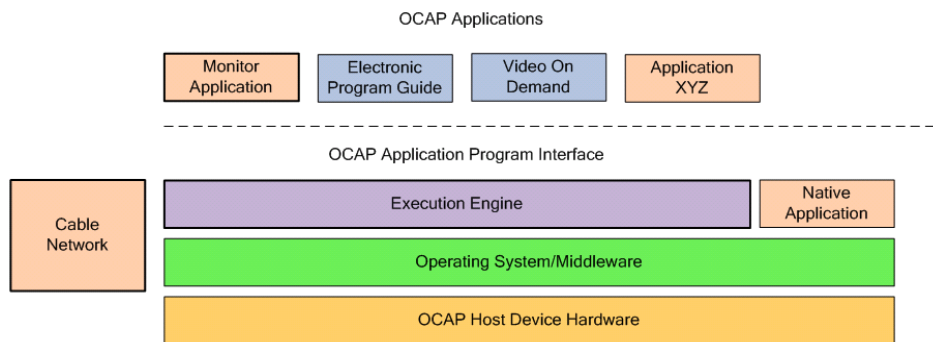 OCAP Applications
Monitor
Application
Electronic
Program Guide
Video On
Demand
Application
XYZ
OCAP Application Program Interface
Cable
Network
Execution Engine
Native
Application
Operating System/Middleware
OCAP Host Device Hardware